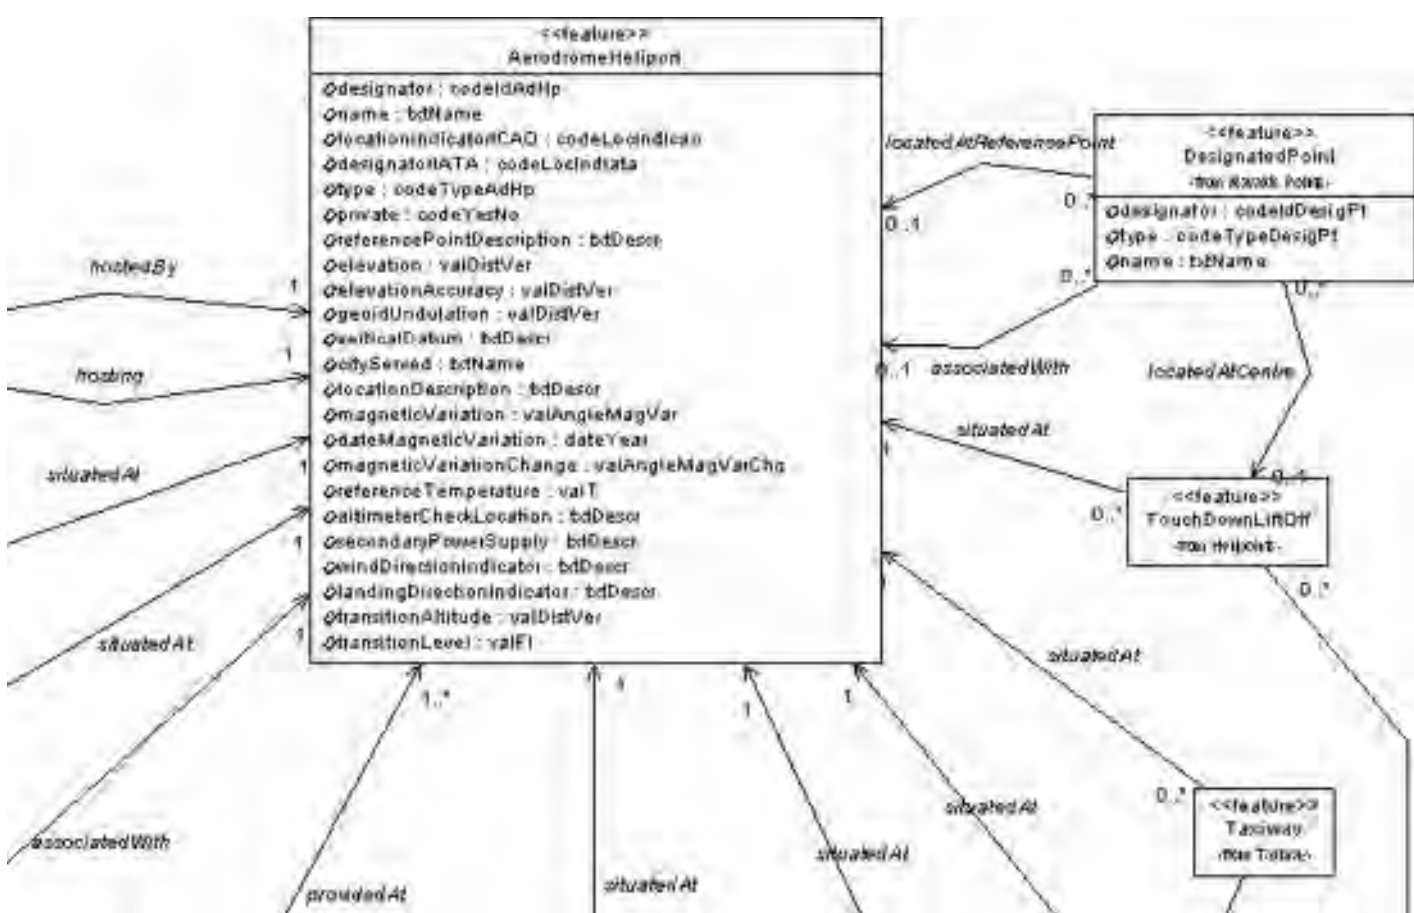 <<feature>>
AerodromeHeliport
designator : codeIdAdHp
name : txtName
locationIndicatorICAO : codeLocIndIcao
designatorIATA : codeLocIndIata
type : codeTypeAdHp
private : codeYesNo
referencePointDescription : txtDescr
elevation : valDistVer
elevationAccuracy : valDistVer
geoidUndulation : valDistVer
verticalDatum : txtDescr
cityServed : txtName
locationDescription : txtDescr
magneticVariation : valAngleMagVar
dateMagneticVariation : dateYear
magneticVariationChange : valAngleMagVarChg
referenceTemperature : valT
altimeterCheckLocation : txtDescr
secondaryPowerSupply : txtDescr
windDirectionIndicator : txtDescr
landingDirectionIndicator : txtDescr
transitionAltitude : valDistVer
transitionLevel : valFl
hostedBy
1
hosting
1
situatedAt
1
situatedAt
1
associatedWith
1
providedAt
1..*
situatedAt
1
situatedAt
1
situatedAt
1
locatedAtReferencePoint
0..1
0..*
<<feature>>
DesignatedPoint
designator : codeIdDesigPt
type : codeTypeDesigPt
name : txtName
0..*
0..1
associatedWith
0..*
locatedAtCentre
0..1
situatedAt
1
0..*
<<feature>>
TouchDownLiftOff
0..*
situatedAt
0..*
<<feature>>
Taxiway